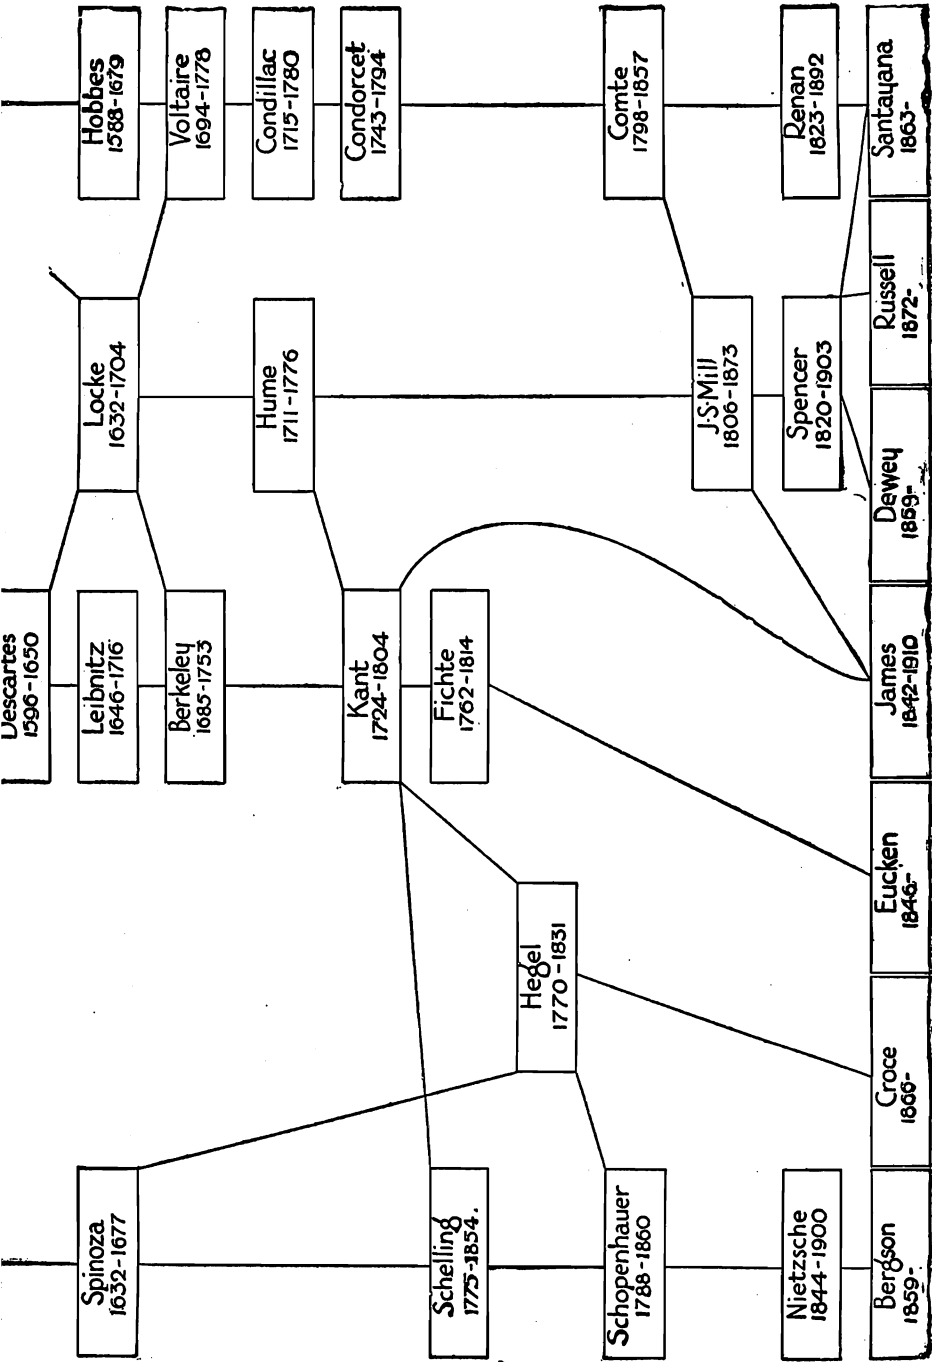 Descartes
1596-1650
Spinoza
1632-1677
Leibnitz
1646-1716
Locke
1632-1704
Hobbes
1588-1679
Berkeley
1685-1753
Voltaire
1694-1778
Hume
1711-1776
Condillac
1715-1780
Kant
1724-1804
Condorcet
1743-1794
Schelling
1775-1854.
Fichte
1762-1814
Hegel
1770-1831
Schopenhauer
1788-1860
Comte
1798-1857
J.S.Mill
1806-1873
Nietzsche
1844-1900
Spencer
1820-1903
Renan
1823-1892
Bergson
1859-
Croce
1866-
Eucken
1846-
James
1842-1910
Dewey
1859-
Russell
1872-
Santayana
1863-